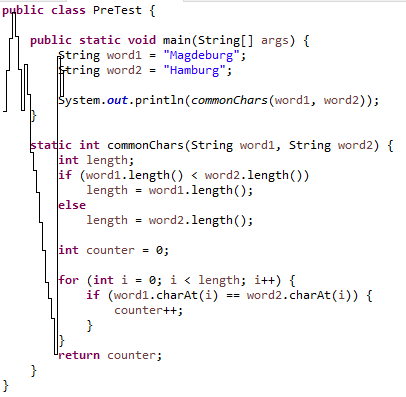 public class PreTest {
public static void main(String[] args) {
String word1 = "Magdeburg";
String word2 = "Hamburg";
System.out.println(commonChars(word1, word2));
}
static int commonChars(String word1, String word2) {
int length;
if (word1.length() < word2.length())
length = word1.length();
else
length = word2.length();
int counter = 0;
for (int i = 0; i < length; i++) {
if (word1.charAt(i) == word2.charAt(i)) {
counter++;
}
}
return counter;
}
}